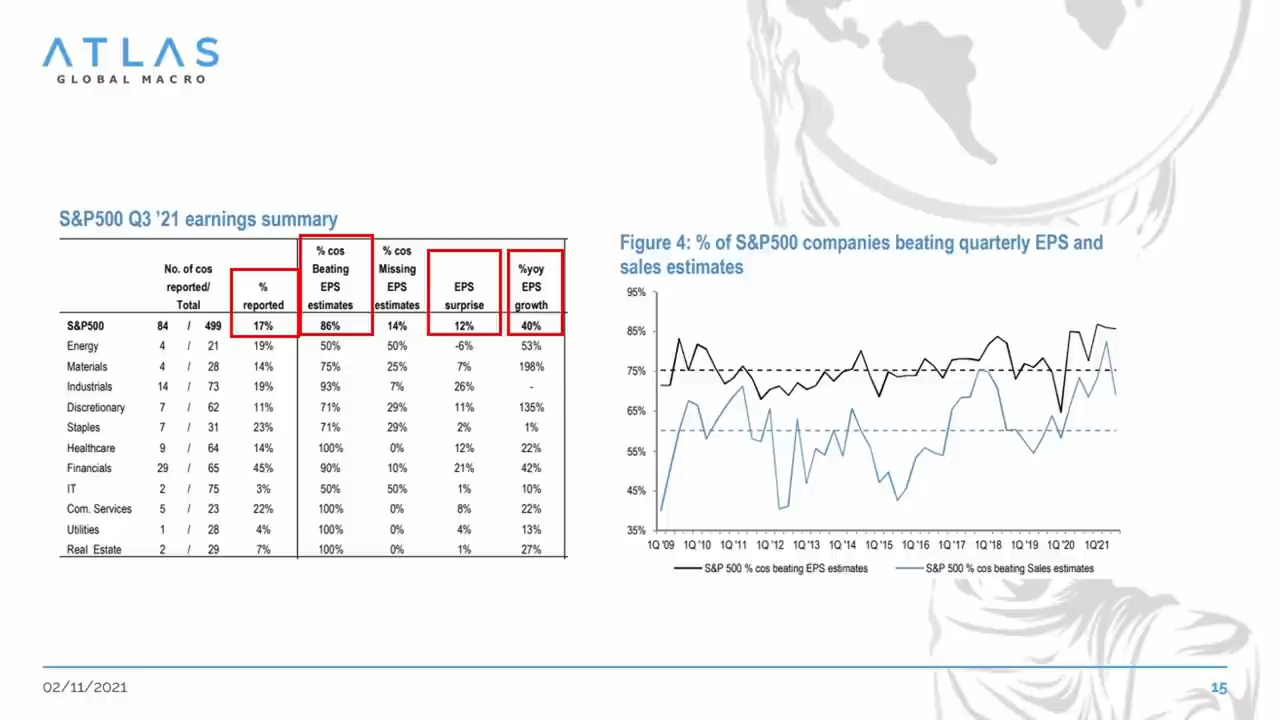 ATLAS
GLOBAL MACRO
S&P500 Q3 ’21 earnings summary
No. of cos reported/ Total % reported % cos Beating EPS estimates % cos Missing EPS estimates EPS surprise %yoy EPS growth
S&P500 84 / 499 17% 86% 14% 12% 40%
Energy 4 / 21 19% 50% 50% -6% 53%
Materials 4 / 28 14% 75% 25% 7% 198%
Industrials 14 / 73 19% 93% 7% 26% -
Discretionary 7 / 62 11% 71% 29% 11% 135%
Staples 7 / 31 23% 71% 29% 2% 1%
Healthcare 9 / 64 14% 100% 0% 12% 22%
Financials 29 / 65 45% 90% 10% 21% 42%
IT 2 / 75 3% 50% 50% 1% 10%
Com. Services 5 / 23 22% 100% 0% 8% 22%
Utilities 1 / 28 4% 100% 0% 4% 13%
Real Estate 2 / 29 7% 100% 0% 1% 27%
Figure 4: % of S&P500 companies beating quarterly EPS and
sales estimates
95%
85%
75%
65%
55%
45%
35%
1Q '09 1Q '10 1Q '11 1Q '12 1Q '13 1Q '14 1Q '15 1Q '16 1Q '17 1Q '18 1Q '19 1Q '20 1Q'21
S&P 500 % cos beating EPS estimates S&P 500 % cos beating Sales estimates
02/11/2021
15